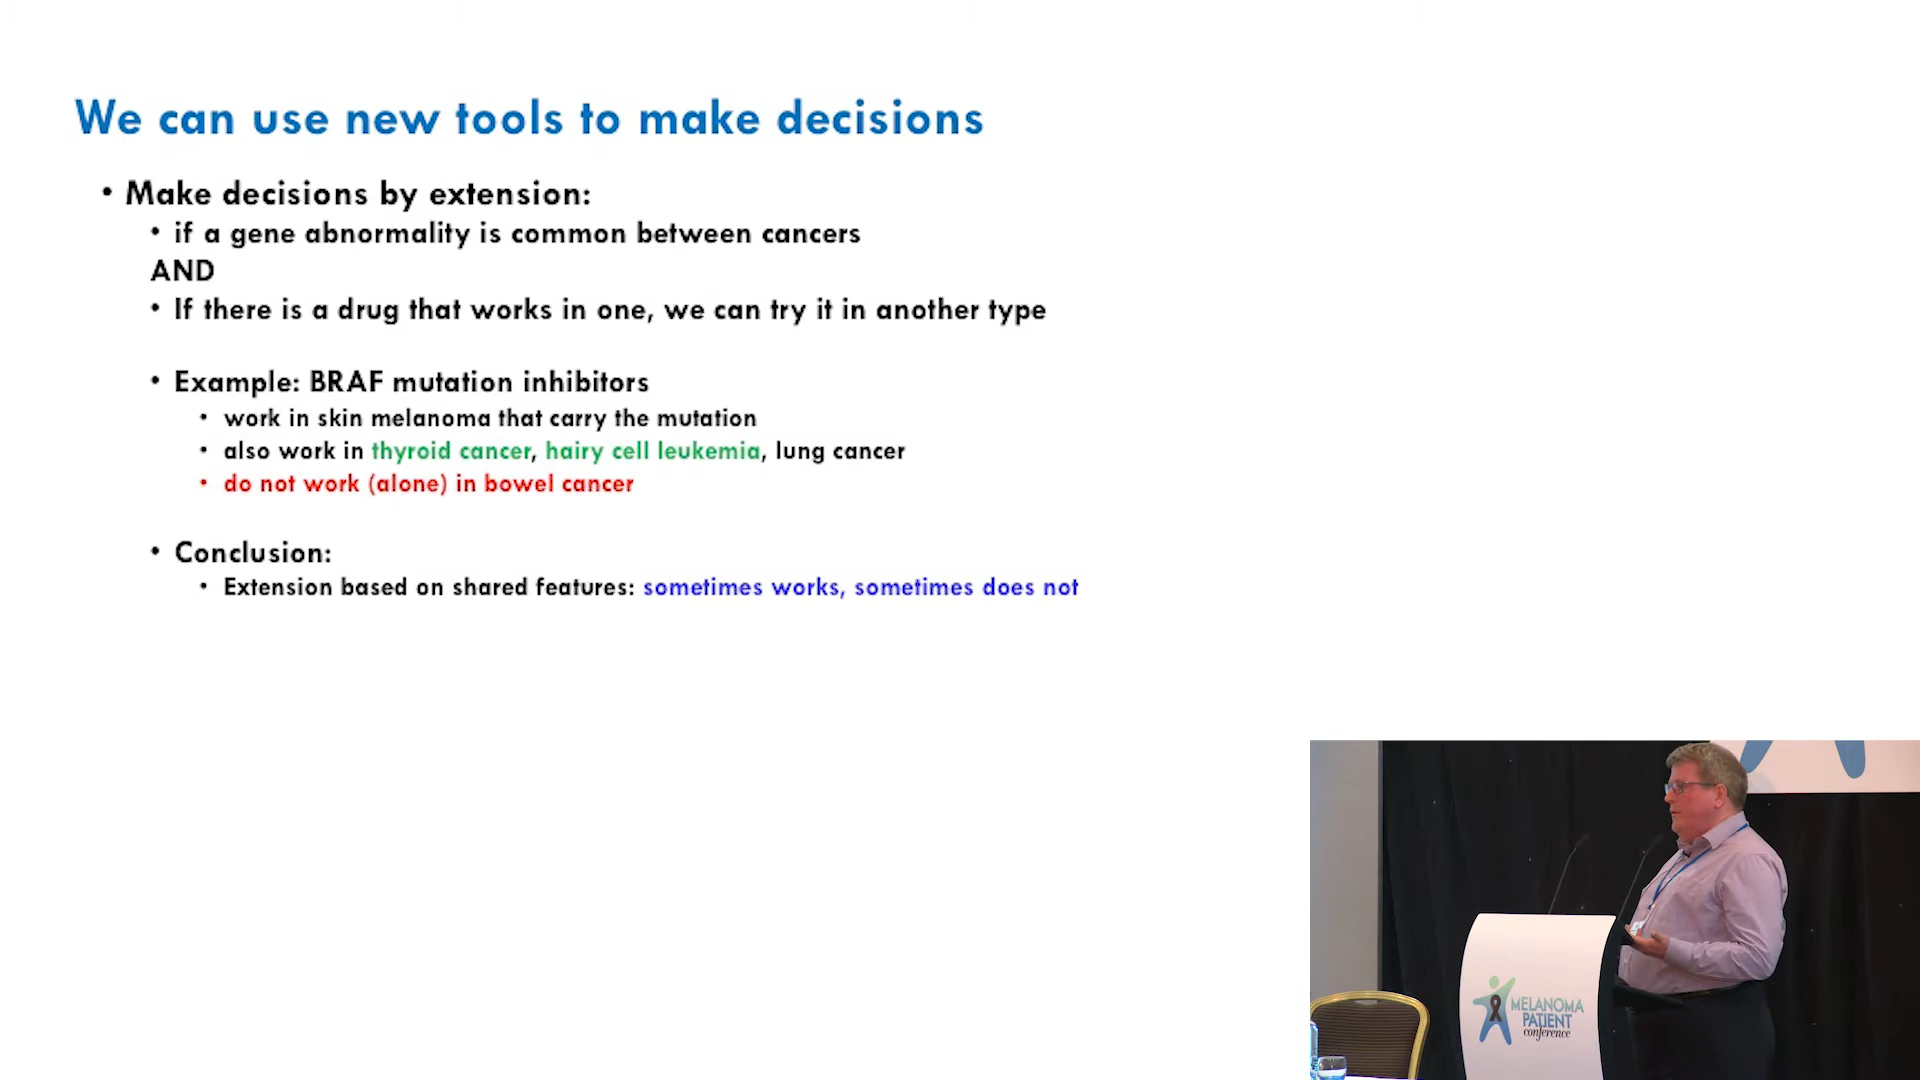 We can use new tools to make decisions
• Make decisions by extension:
• if a gene abnormality is common between cancers
AND
• If there is a drug that works in one, we can try it in another type
• Example: BRAF mutation inhibitors
• work in skin melanoma that carry the mutation
• also work in thyroid cancer, hairy cell leukemia, lung cancer
• do not work (alone) in bowel cancer
• Conclusion:
• Extension based on shared features: sometimes works, sometimes does not
MELANOMA
PATIENT
conference